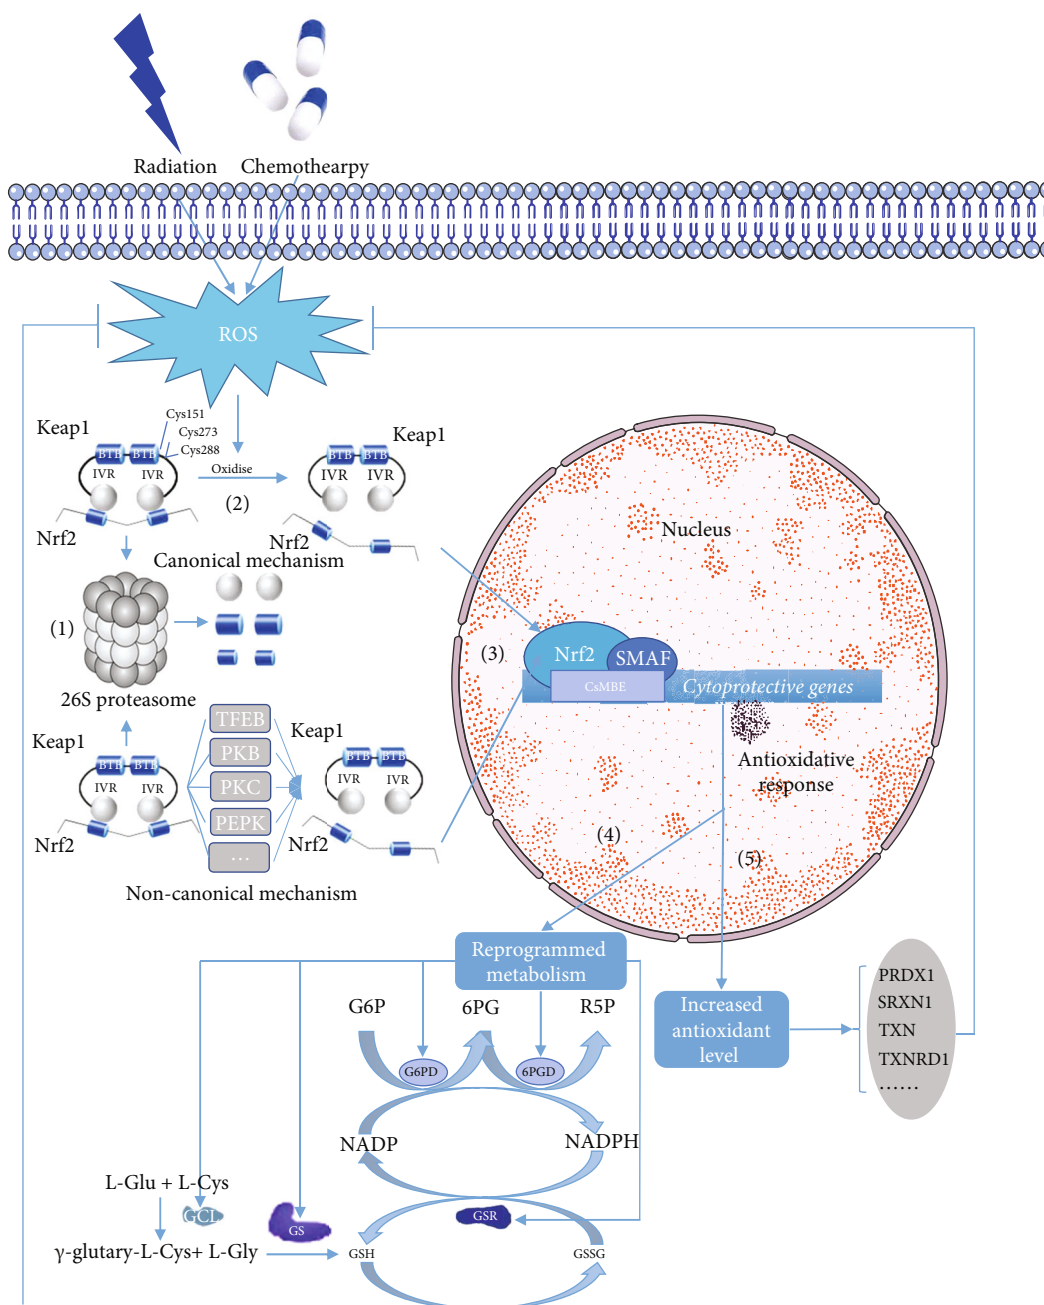 Radiation
Chemothearpy
ROS
Keap1
Cys151
Cys273
Cys288
BTB BTB
IVR IVR
Nrf2
Oxidise
(2)
Keap1
BTB BTB
IVR IVR
Nrf2
Canonical mechanism
(1)
26S proteasome
Keap1
BTB BTB
IVR IVR
Nrf2
TFEB
PKB
PKC
PEPK
...
Non-canonical mechanism
Keap1
BTB BTB
IVR IVR
Nrf2
Nucleus
(3)
Nrf2
SMAF
CsMBE
Cytoprotective genes
Antioxidative
response
(4)
(5)
Reprogrammed
metabolism
Increased
antioxidant
level
PRDX1
SRXN1
TXN
TXNRD1
......
G6P
6PG
R5P
G6PD
6PGD
NADP
NADPH
L-Glu + L-Cys
GCL
GS
GSR
γ-glutary-L-Cys+ L-Gly
GSH
GSSG